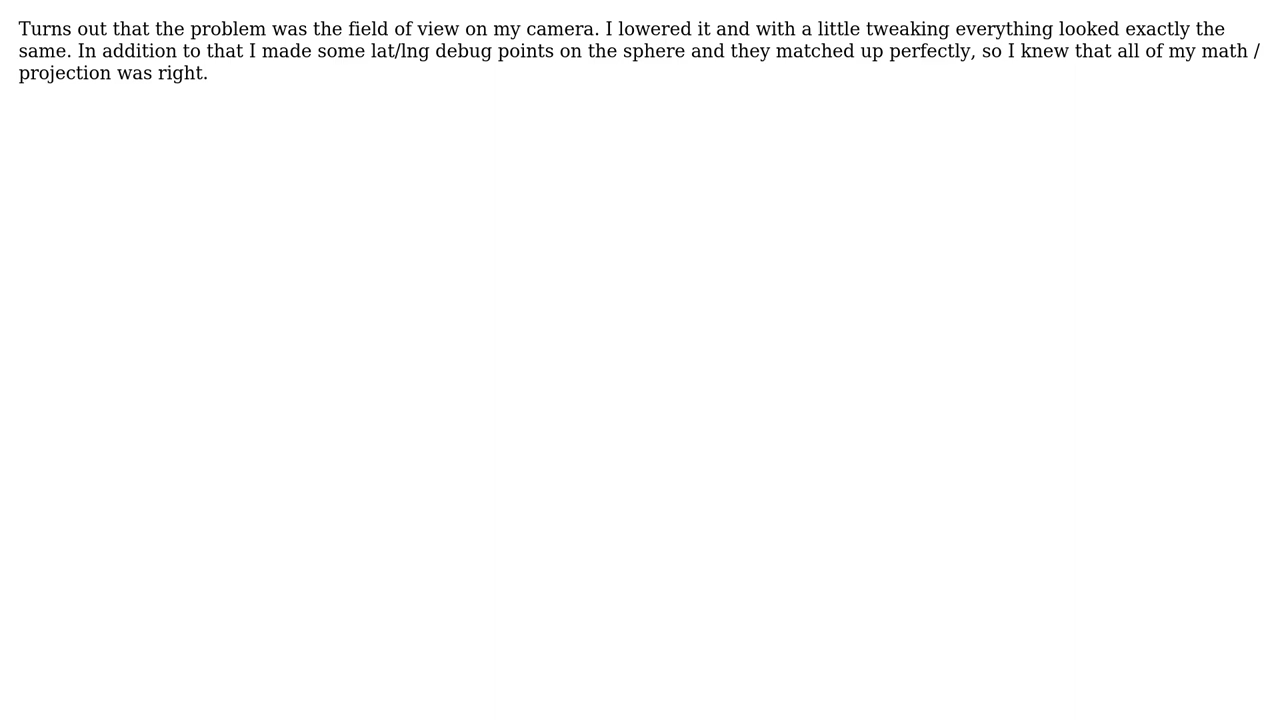 Turns out that the problem was the field of view on my camera. I lowered it and with a little tweaking everything looked exactly the
same. In addition to that I made some lat/lng debug points on the sphere and they matched up perfectly, so I knew that all of my math /
projection was right.